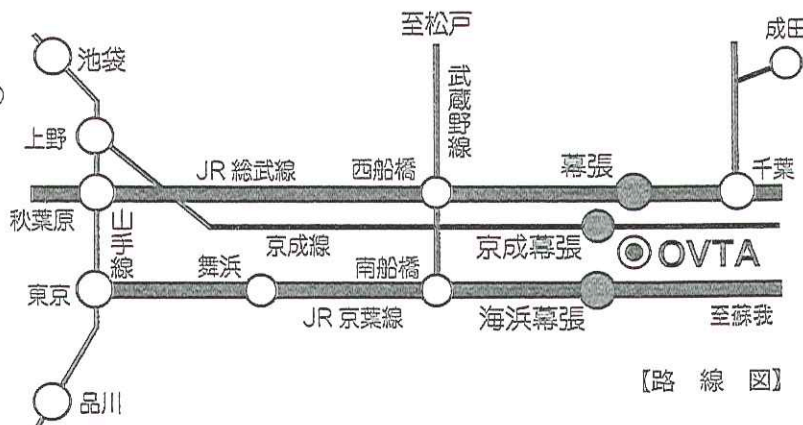 至松戸
成田
池袋
武蔵野線
上野
JR 総武線
西船橋
幕張
千葉
秋葉原
山手線
京成線
京成幕張
OVTA
舞浜
南船橋
東京
JR 京葉線
海浜幕張
至蘇我
【路 線 図】
品川